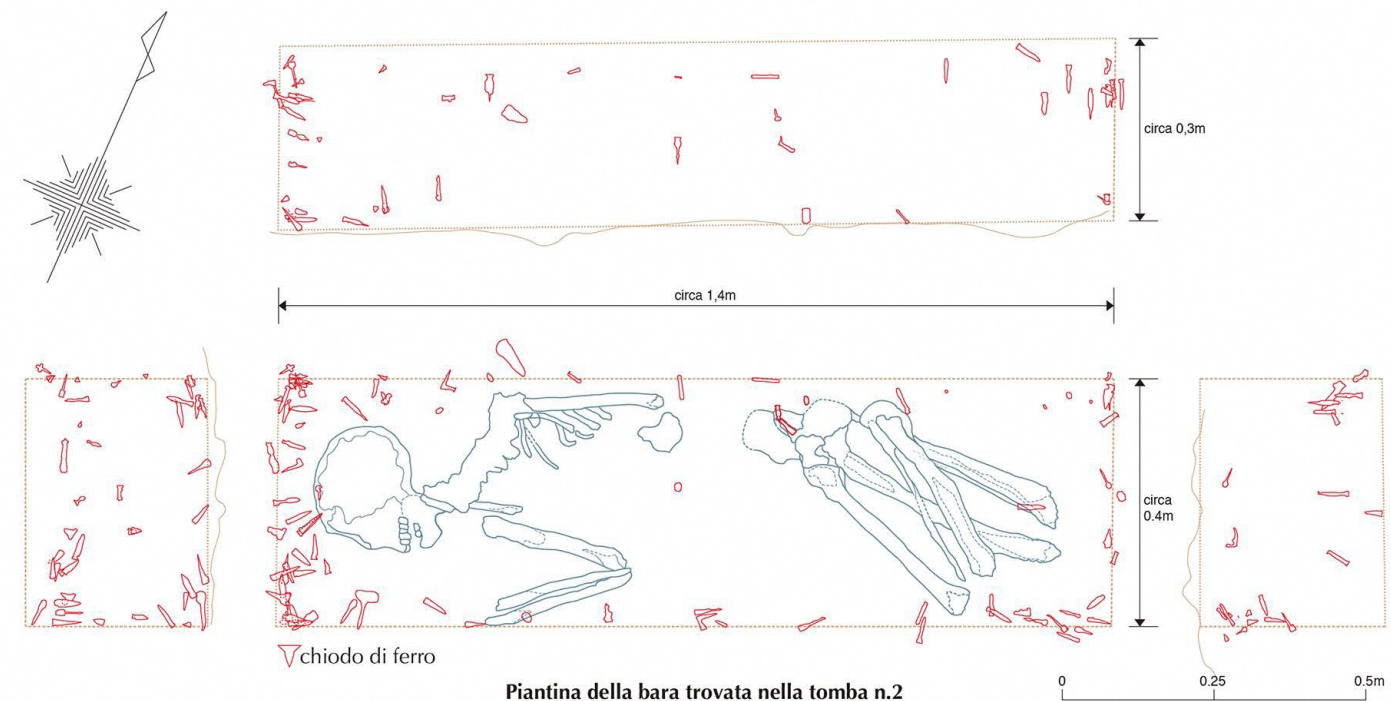 circa 0,3m
circa 1,4m
circa
0.4m
chiodo di ferro
Piantina della bara trovata nella tomba n.2
0 0.25 0.5m